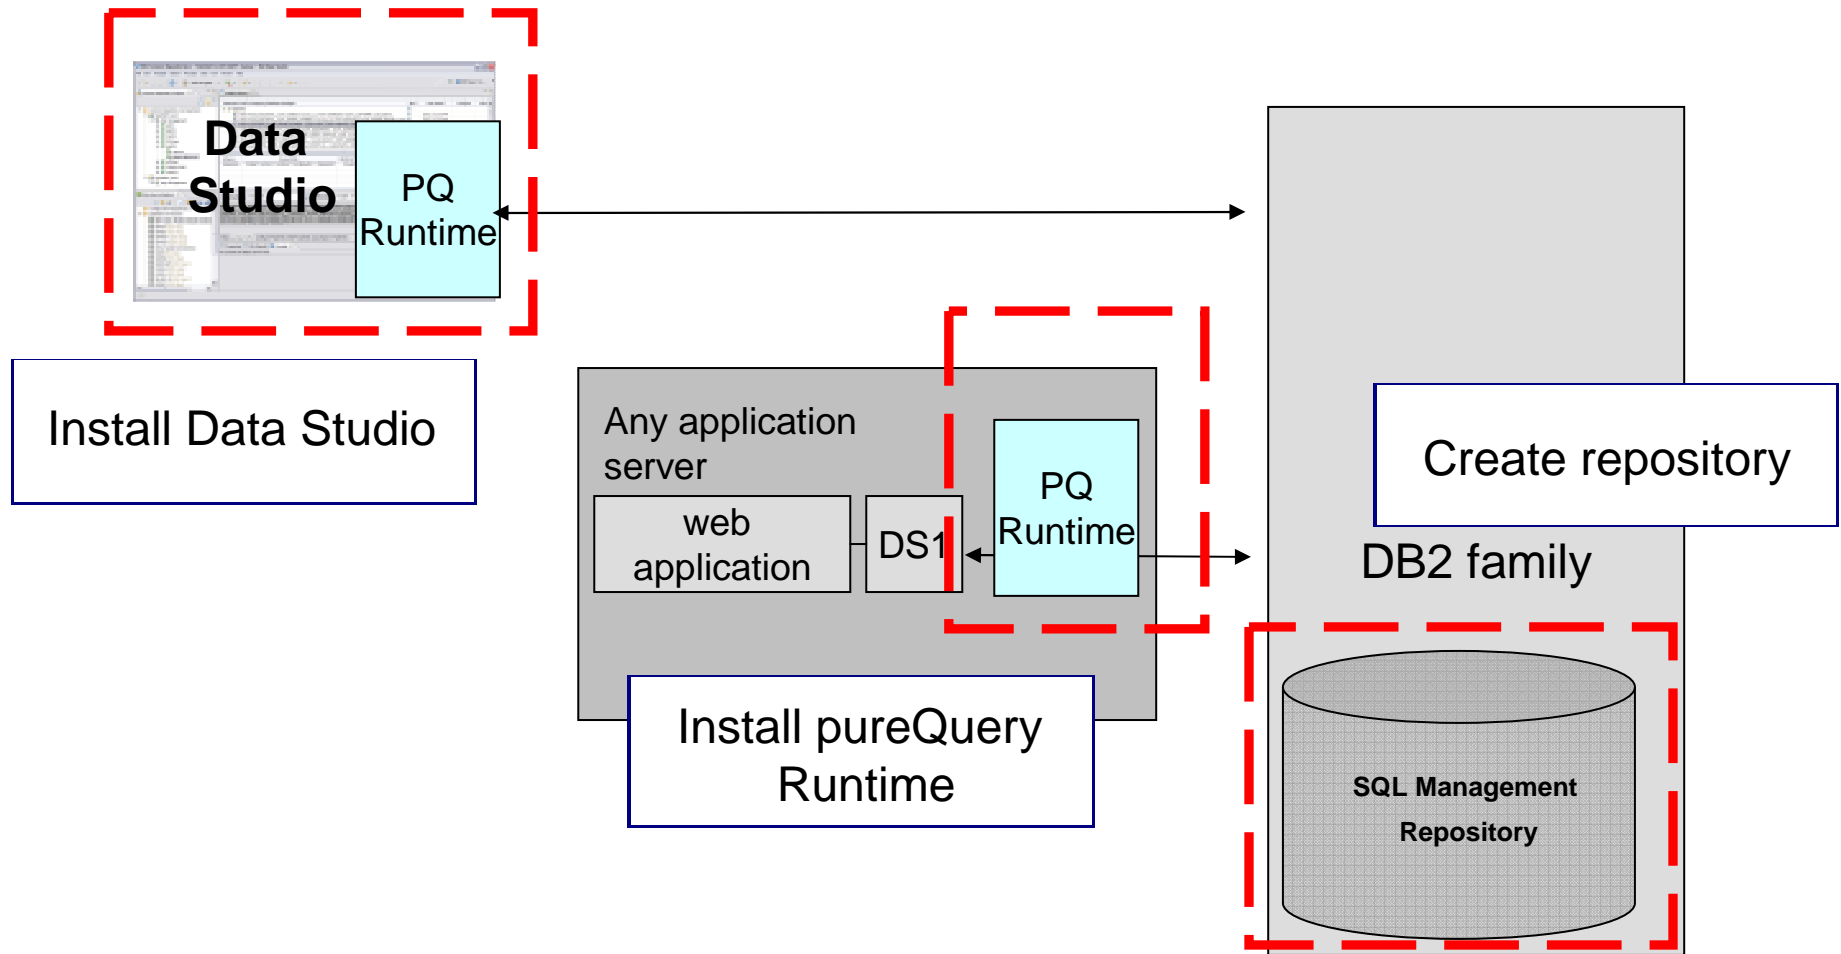 Data
Studio
PQ
Runtime
Install Data Studio
Any application
server
web
application
DS1
PQ
Runtime
Install pureQuery
Runtime
Create repository
DB2 family
SQL Management
Repository